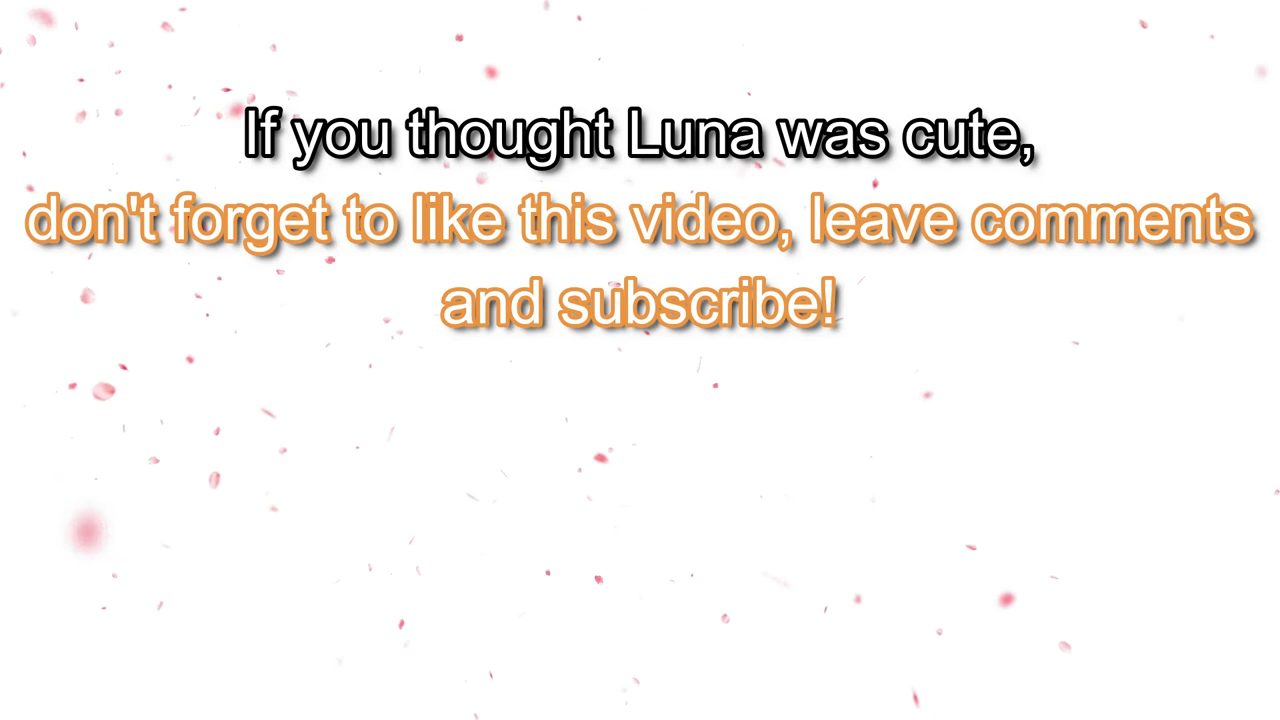 If you thought Luna was cute,
don't forget to like this video, leave comments
and subscribe!